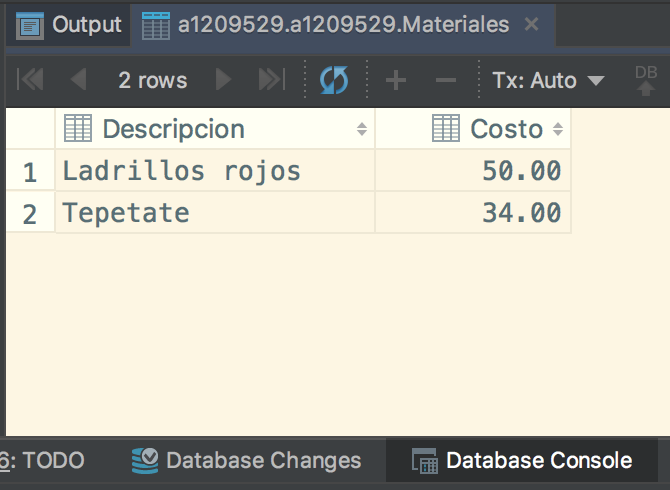 Output a1209529.a1209529.Materiales
2 rows Tx: Auto DB
Descripcion Costo
1 Ladrillos rojos 50.00
2 Tepetate 34.00
6: TODO Database Changes Database Console